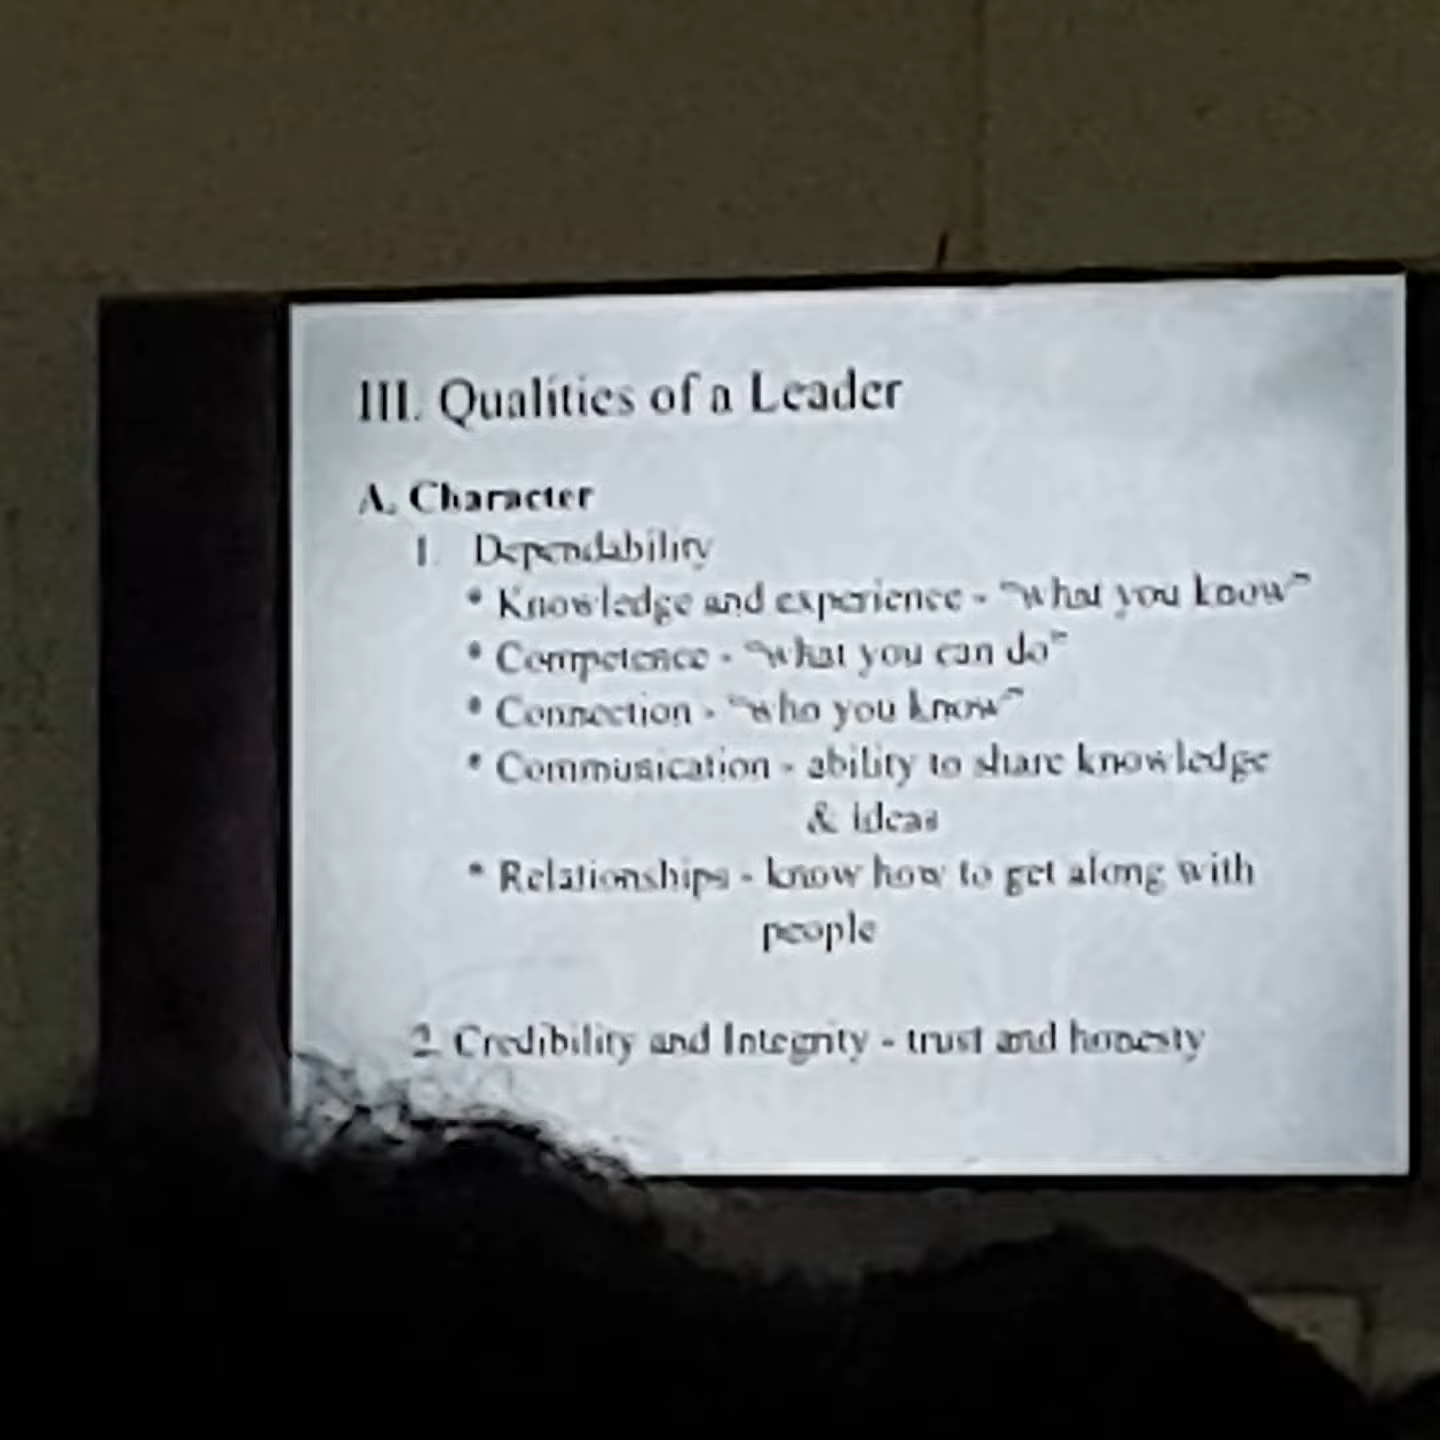 III. Qualities of a Leader
A. Character
1. Dependability
* Knowledge and experience - "what you know"
* Competence - "what you can do"
* Connection - "who you know"
* Communication - ability to share knowledge
& ideas
* Relationships - know how to get along with
people
2. Credibility and Integrity - trust and honesty